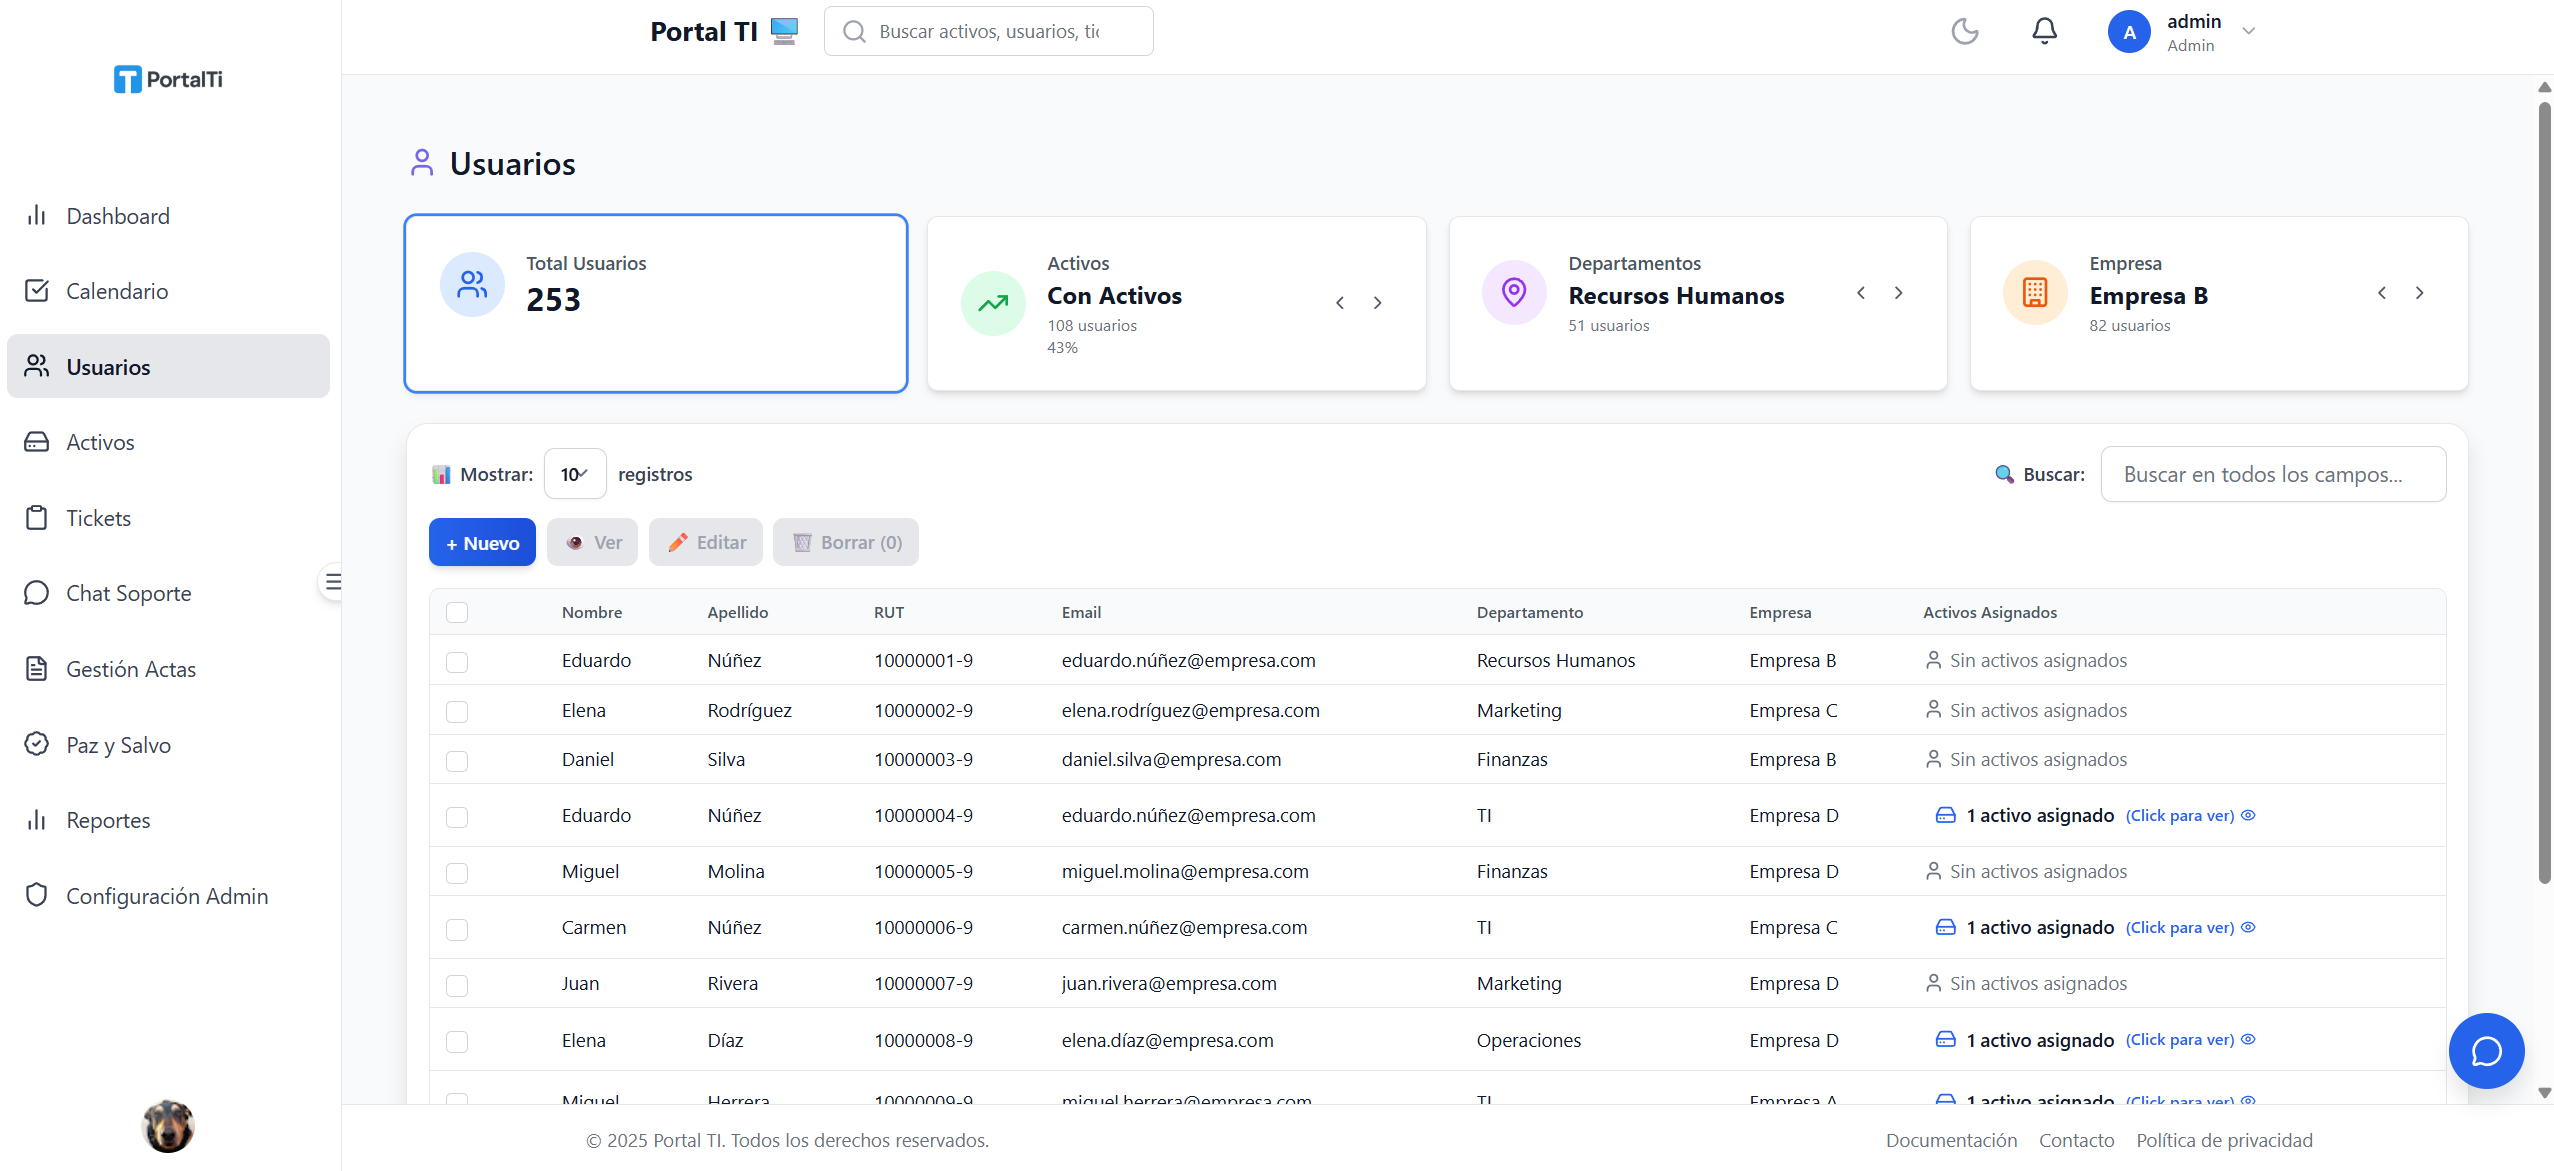 Portal TI
Buscar activos, usuarios, tic
A
admin
Admin
PortalTi
Dashboard
Calendario
Usuarios
Activos
Tickets
Chat Soporte
Gestión Actas
Paz y Salvo
Reportes
Configuración Admin
Usuarios
Total Usuarios
253
Activos
Con Activos
108 usuarios
43%
Departamentos
Recursos Humanos
51 usuarios
Empresa
Empresa B
82 usuarios
Mostrar: 10 registros
Buscar: Buscar en todos los campos...
+ Nuevo Ver Editar Borrar (0)
Nombre Apellido RUT Email Departamento Empresa Activos Asignados
Eduardo Núñez 10000001-9 eduardo.núñez@empresa.com Recursos Humanos Empresa B Sin activos asignados
Elena Rodríguez 10000002-9 elena.rodríguez@empresa.com Marketing Empresa C Sin activos asignados
Daniel Silva 10000003-9 daniel.silva@empresa.com Finanzas Empresa B Sin activos asignados
Eduardo Núñez 10000004-9 eduardo.núñez@empresa.com TI Empresa D 1 activo asignado (Click para ver)
Miguel Molina 10000005-9 miguel.molina@empresa.com Finanzas Empresa D Sin activos asignados
Carmen Núñez 10000006-9 carmen.núñez@empresa.com TI Empresa C 1 activo asignado (Click para ver)
Juan Rivera 10000007-9 juan.rivera@empresa.com Marketing Empresa D Sin activos asignados
Elena Díaz 10000008-9 elena.díaz@empresa.com Operaciones Empresa D 1 activo asignado (Click para ver)
Miguel Herrera 10000009-9 miguel.herrera@empresa.com TI Empresa A 1 activo asignado (Click para ver)
© 2025 Portal TI. Todos los derechos reservados.
Documentación Contacto Política de privacidad